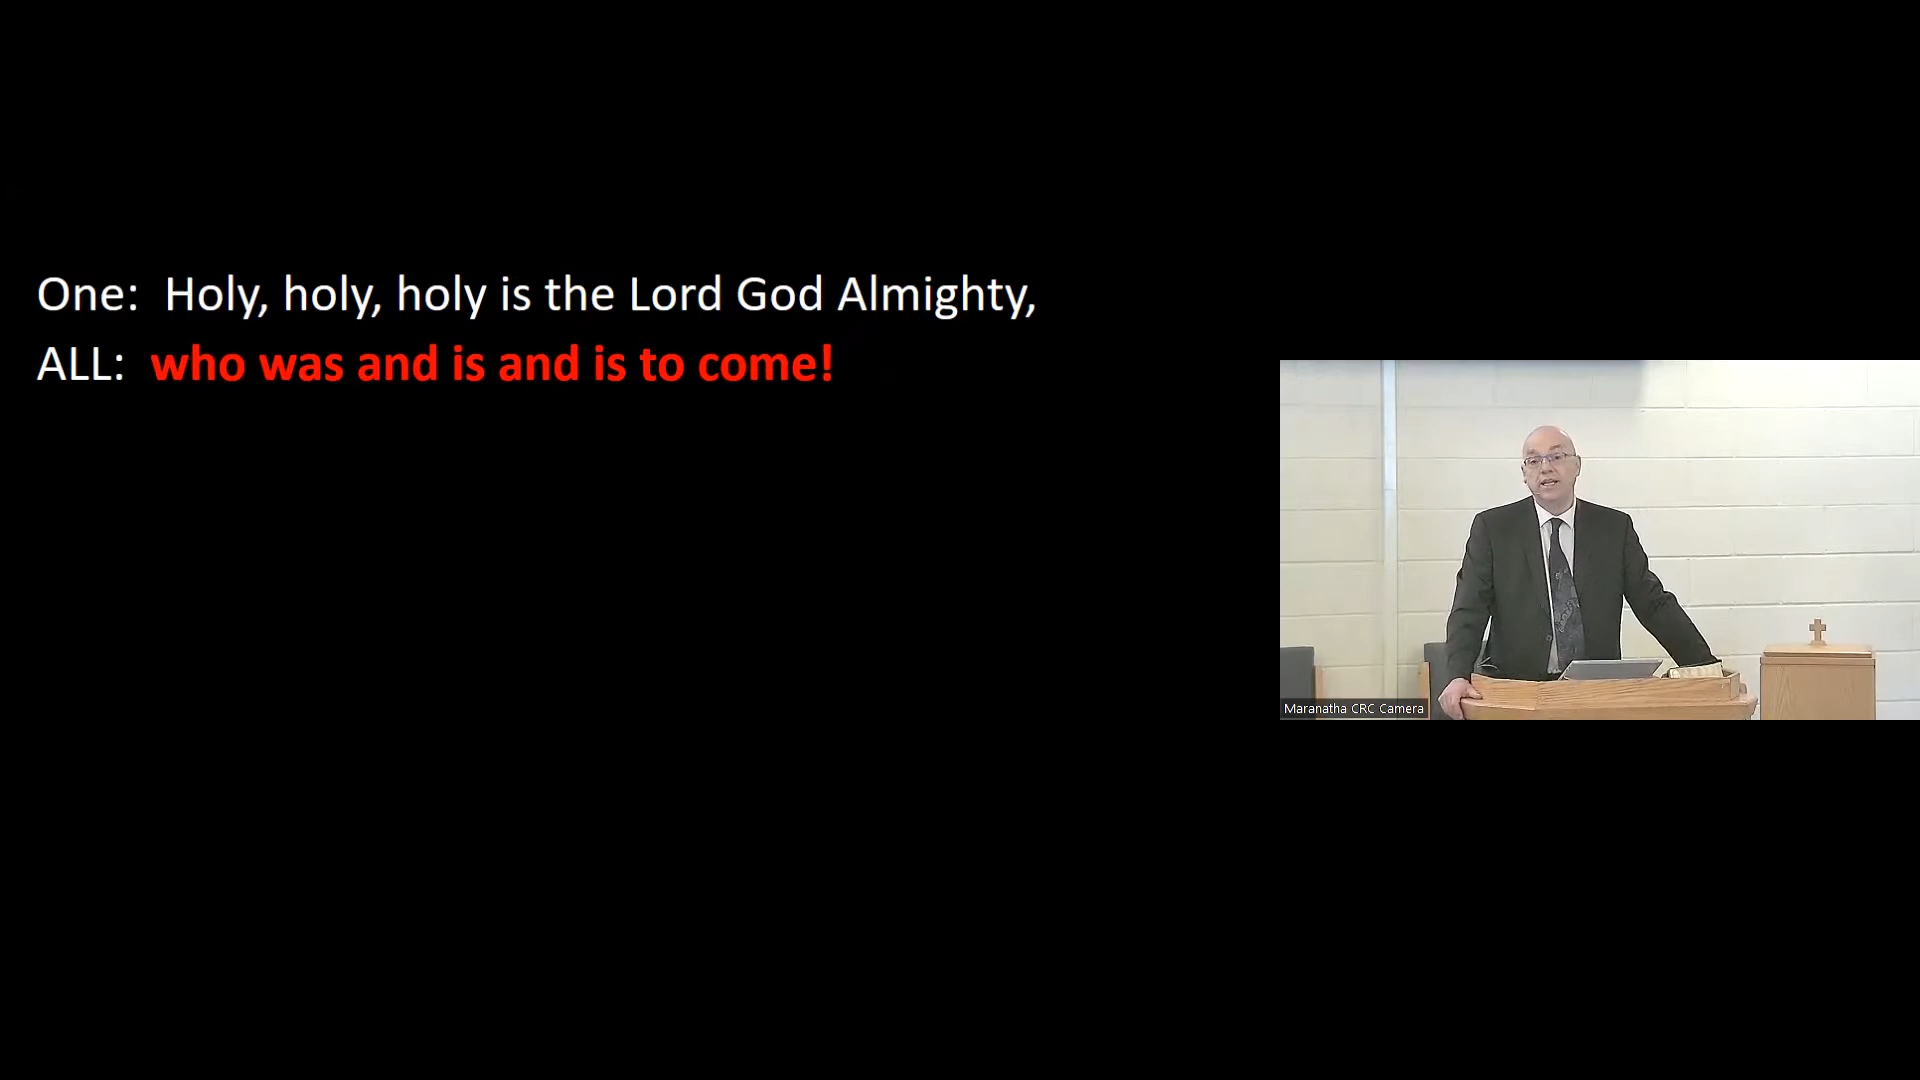 One:  Holy, holy, holy is the Lord God Almighty,
ALL:  who was and is and is to come!
Maranatha CRC Camera